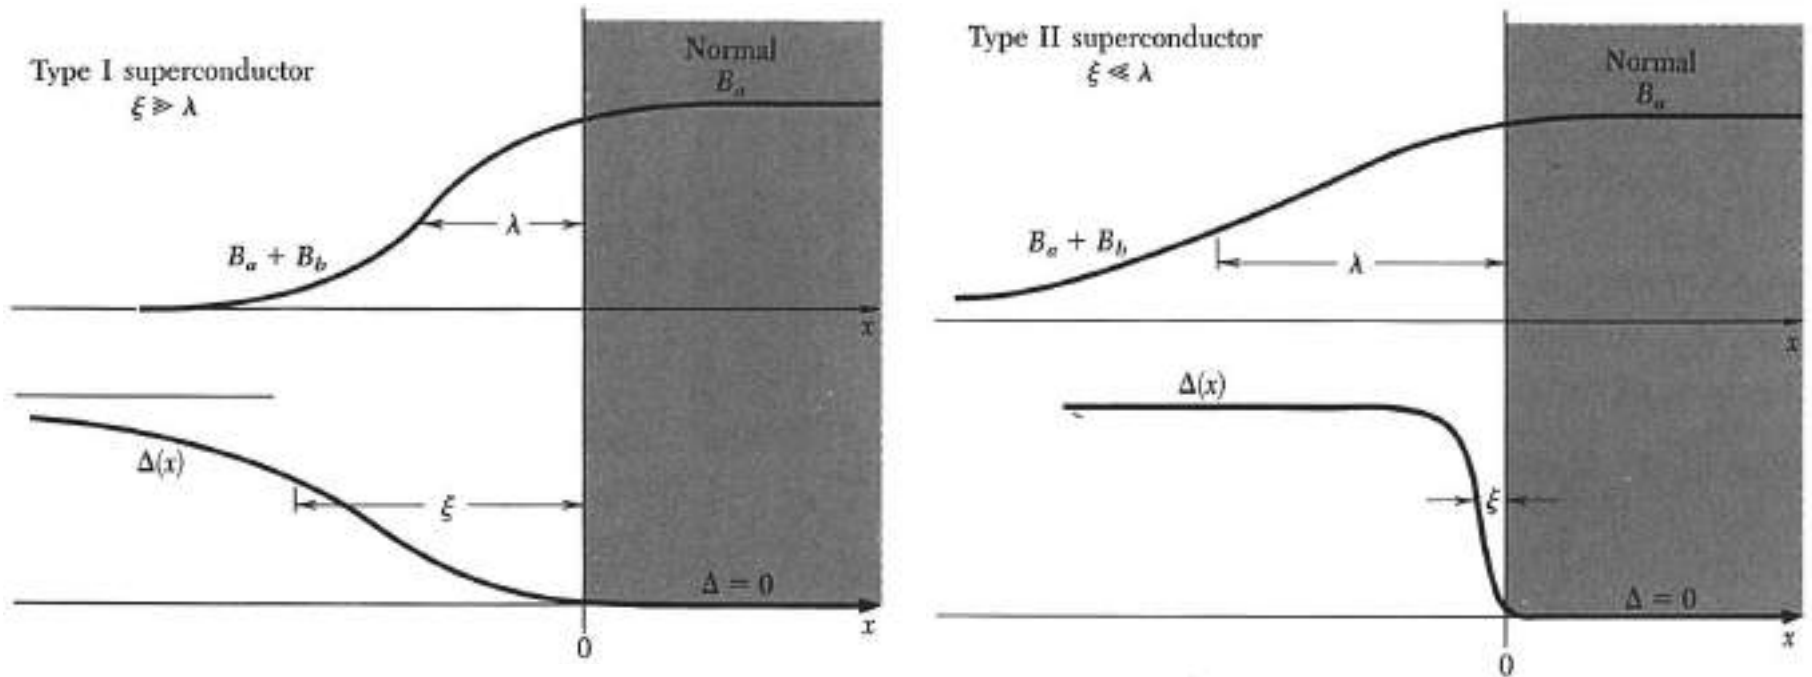 Type I superconductor
ξ ⋙ λ
Normal
B_a
B_a + B_b
λ
x
Δ(x)
ξ
Δ = 0
x
0
Type II superconductor
ξ ⋘ λ
Normal
B_a
B_a + B_b
λ
x
Δ(x)
ξ
Δ = 0
x
0